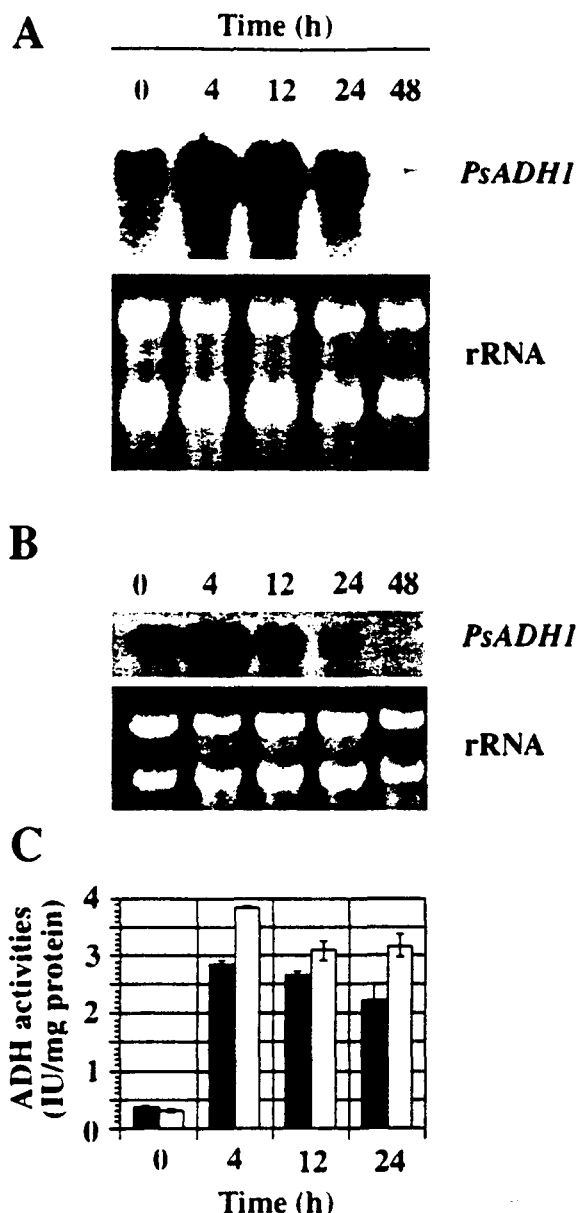 A
Time (h)
0 4 12 24 48
PsADH1
rRNA
B
0 4 12 24 48
PsADH1
rRNA
C
ADH activities
(IU/mg protein)
4
3
2
1
0
0 4 12 24
Time (h)